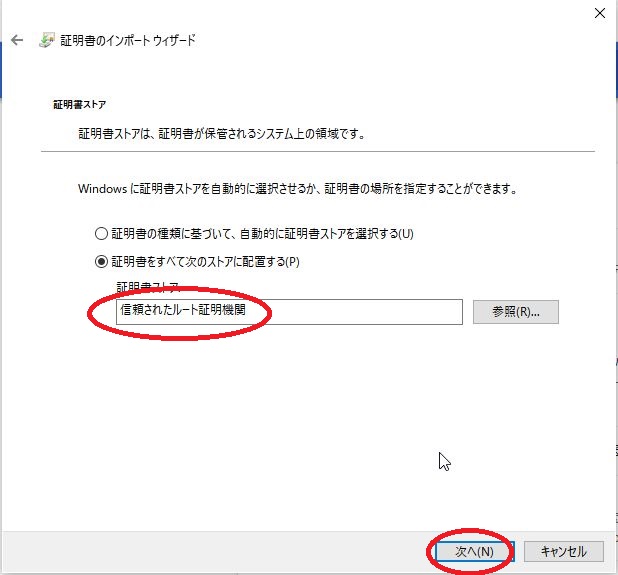 証明書のインポート ウィザード
証明書ストア
証明書ストアは、証明書が保管されるシステム上の領域です。
Windows に証明書ストアを自動的に選択させるか、証明書の場所を指定することができます。
証明書の種類に基づいて、自動的に証明書ストアを選択する(U)
証明書をすべて次のストアに配置する(P)
証明書ストア:
信頼されたルート証明機関
参照(R)...
次へ(N)
キャンセル